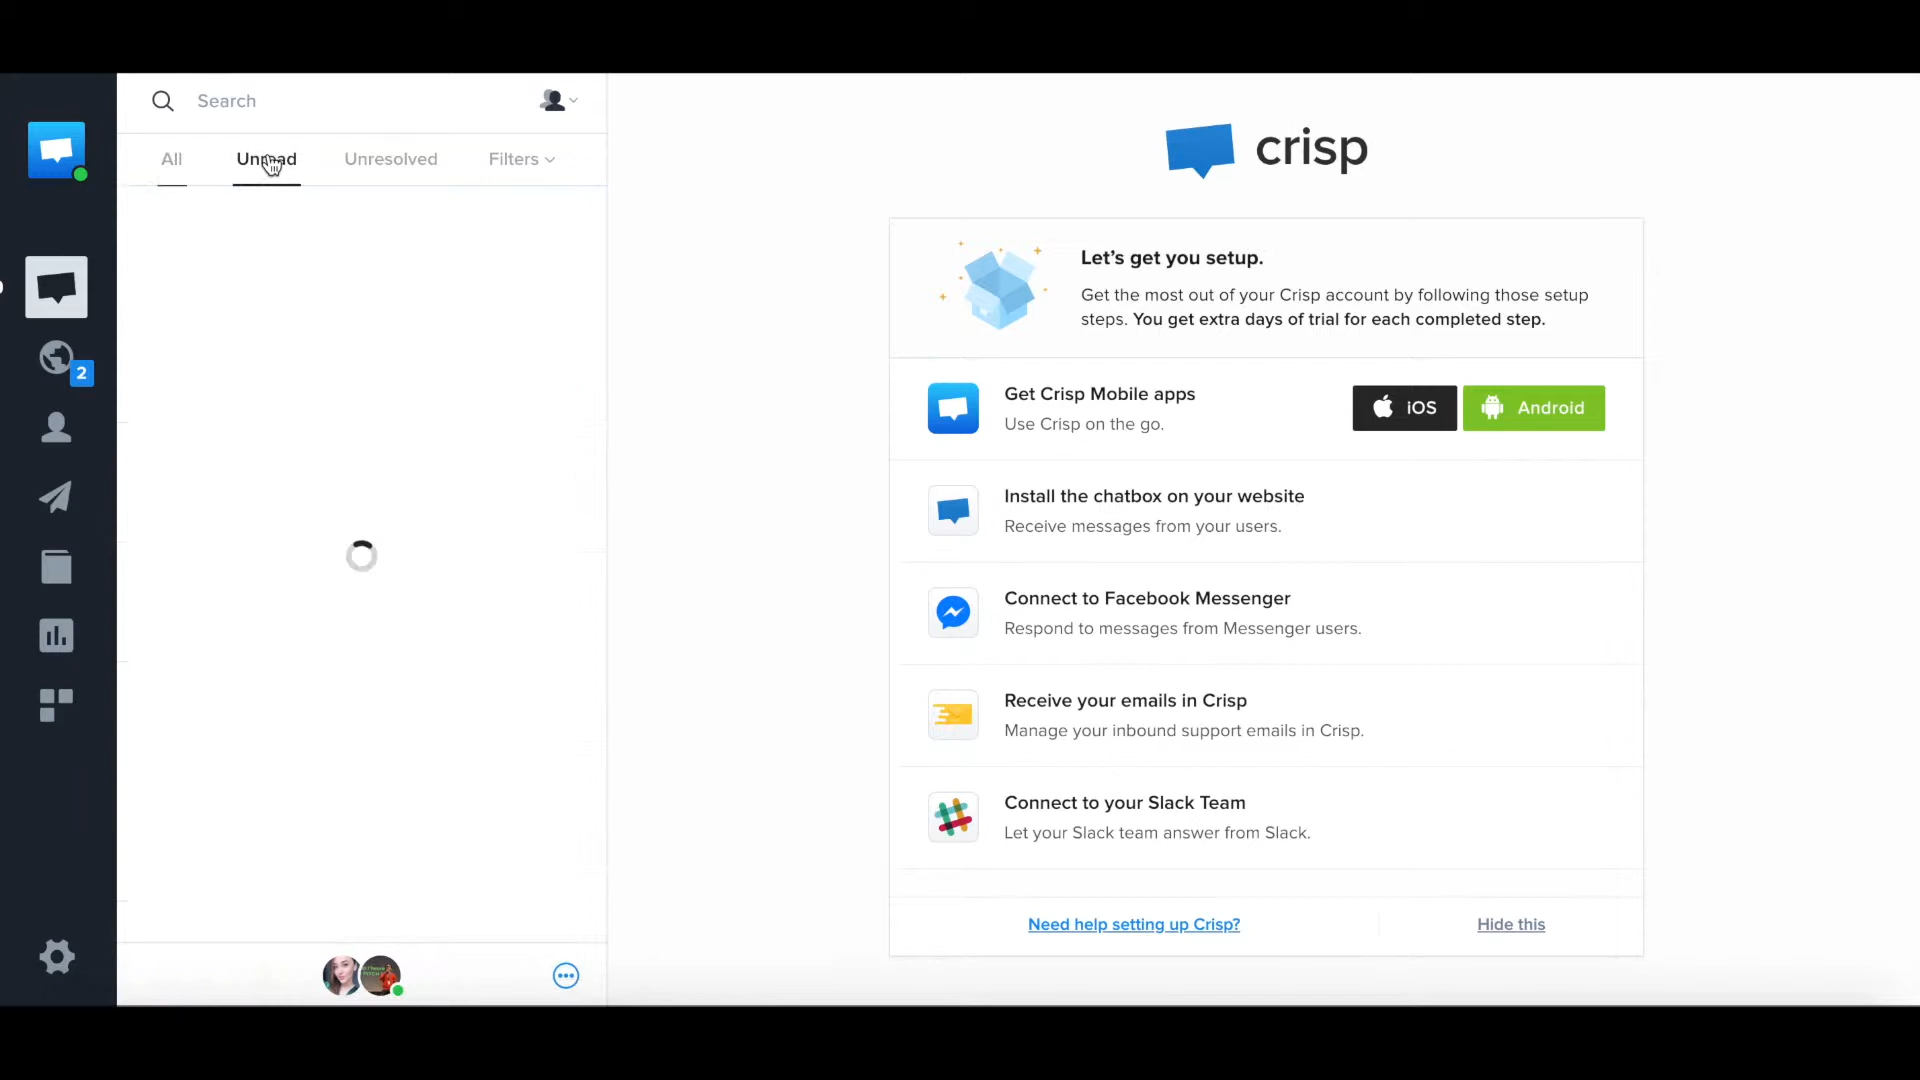 Search
All
Unresolved
Filters
2
crisp
Let's get you setup.
Get the most out of your Crisp account by following those setup
steps. You get extra days of trial for each completed step.
Get Crisp Mobile apps
Use Crisp on the go.
iOS
Android
Install the chatbox on your website
Receive messages from your users.
Connect to Facebook Messenger
Respond to messages from Messenger users.
Receive your emails in Crisp
Manage your inbound support emails in Crisp.
Connect to your Slack Team
Let your Slack team answer from Slack.
Need help setting up Crisp?
Hide this